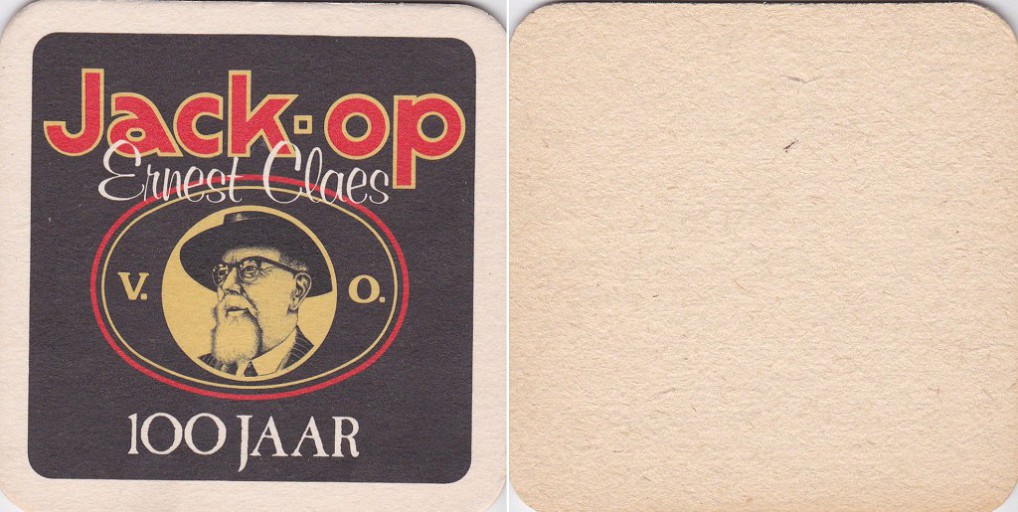 Jack-op
Ernest Claes
V. O.
100 JAAR